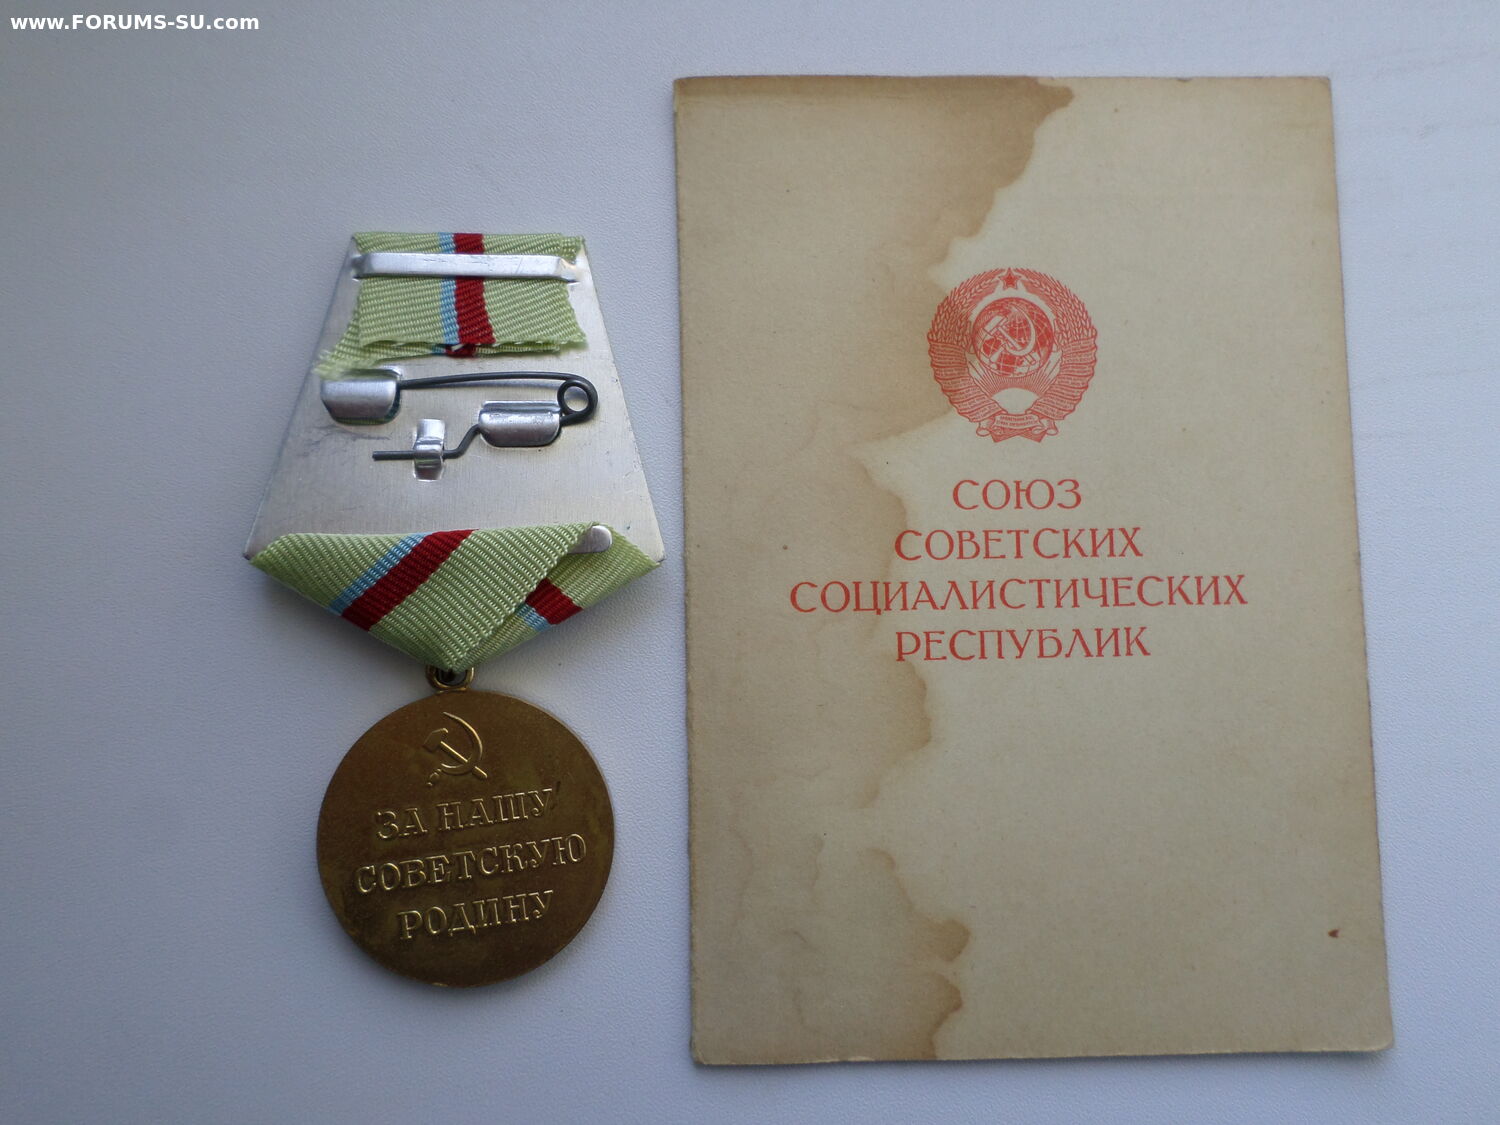 www.FORUMS-SU.com
СОЮЗ
СОВЕТСКИХ
СОЦИАЛИСТИЧЕСКИХ
РЕСПУБЛИК
ЗА НАШУ
СОВЕТСКУЮ
РОДИНУ